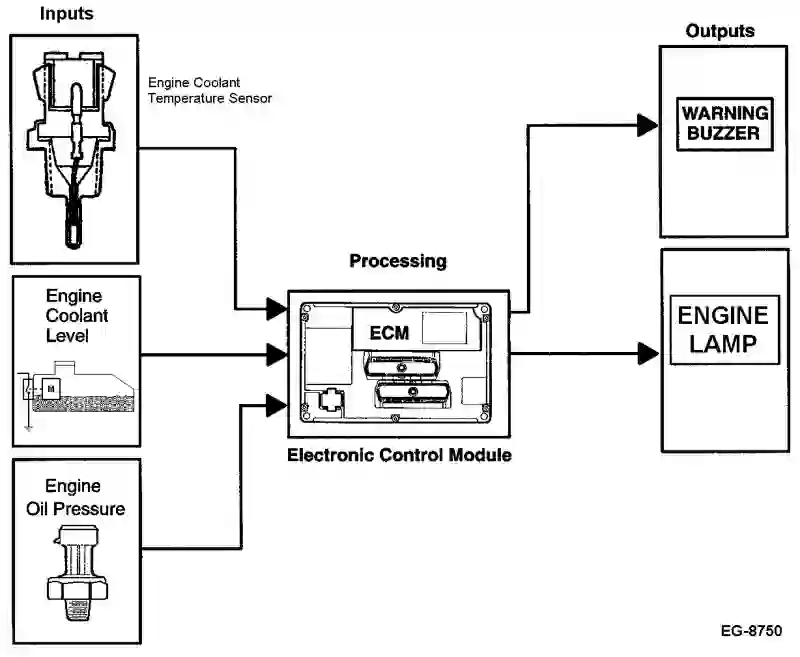 Inputs
Engine Coolant
Temperature Sensor
Outputs
WARNING
BUZZER
Processing
Engine
Coolant
Level
M
ECM
ENGINE
LAMP
Electronic Control Module
Engine
Oil Pressure
EG-8750